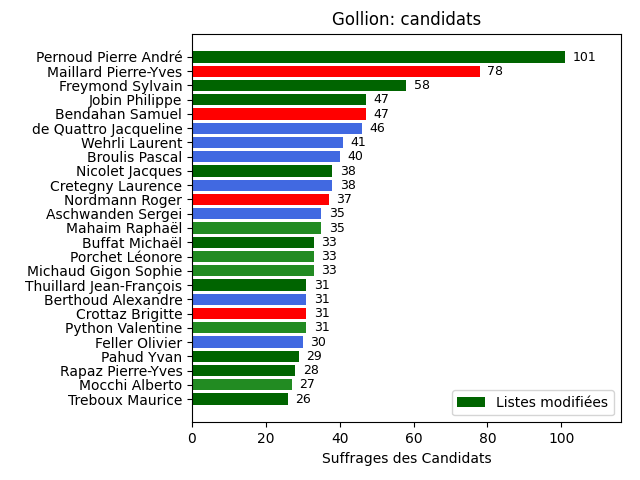 Gollion: candidats
Pernoud Pierre André 101
Maillard Pierre-Yves 78
Freymond Sylvain 58
Jobin Philippe 47
Bendahan Samuel 47
de Quattro Jacqueline 46
Wehrli Laurent 41
Broulis Pascal 40
Nicolet Jacques 38
Cretegny Laurence 38
Nordmann Roger 37
Aschwanden Sergei 35
Mahaim Raphaël 35
Buffat Michaël 33
Porchet Léonore 33
Michaud Gigon Sophie 33
Thuillard Jean-François 31
Berthoud Alexandre 31
Crottaz Brigitte 31
Python Valentine 31
Feller Olivier 30
Pahud Yvan 29
Rapaz Pierre-Yves 28
Mocchi Alberto 27
Treboux Maurice 26
Listes modifiées
0 20 40 60 80 100
Suffrages des Candidats